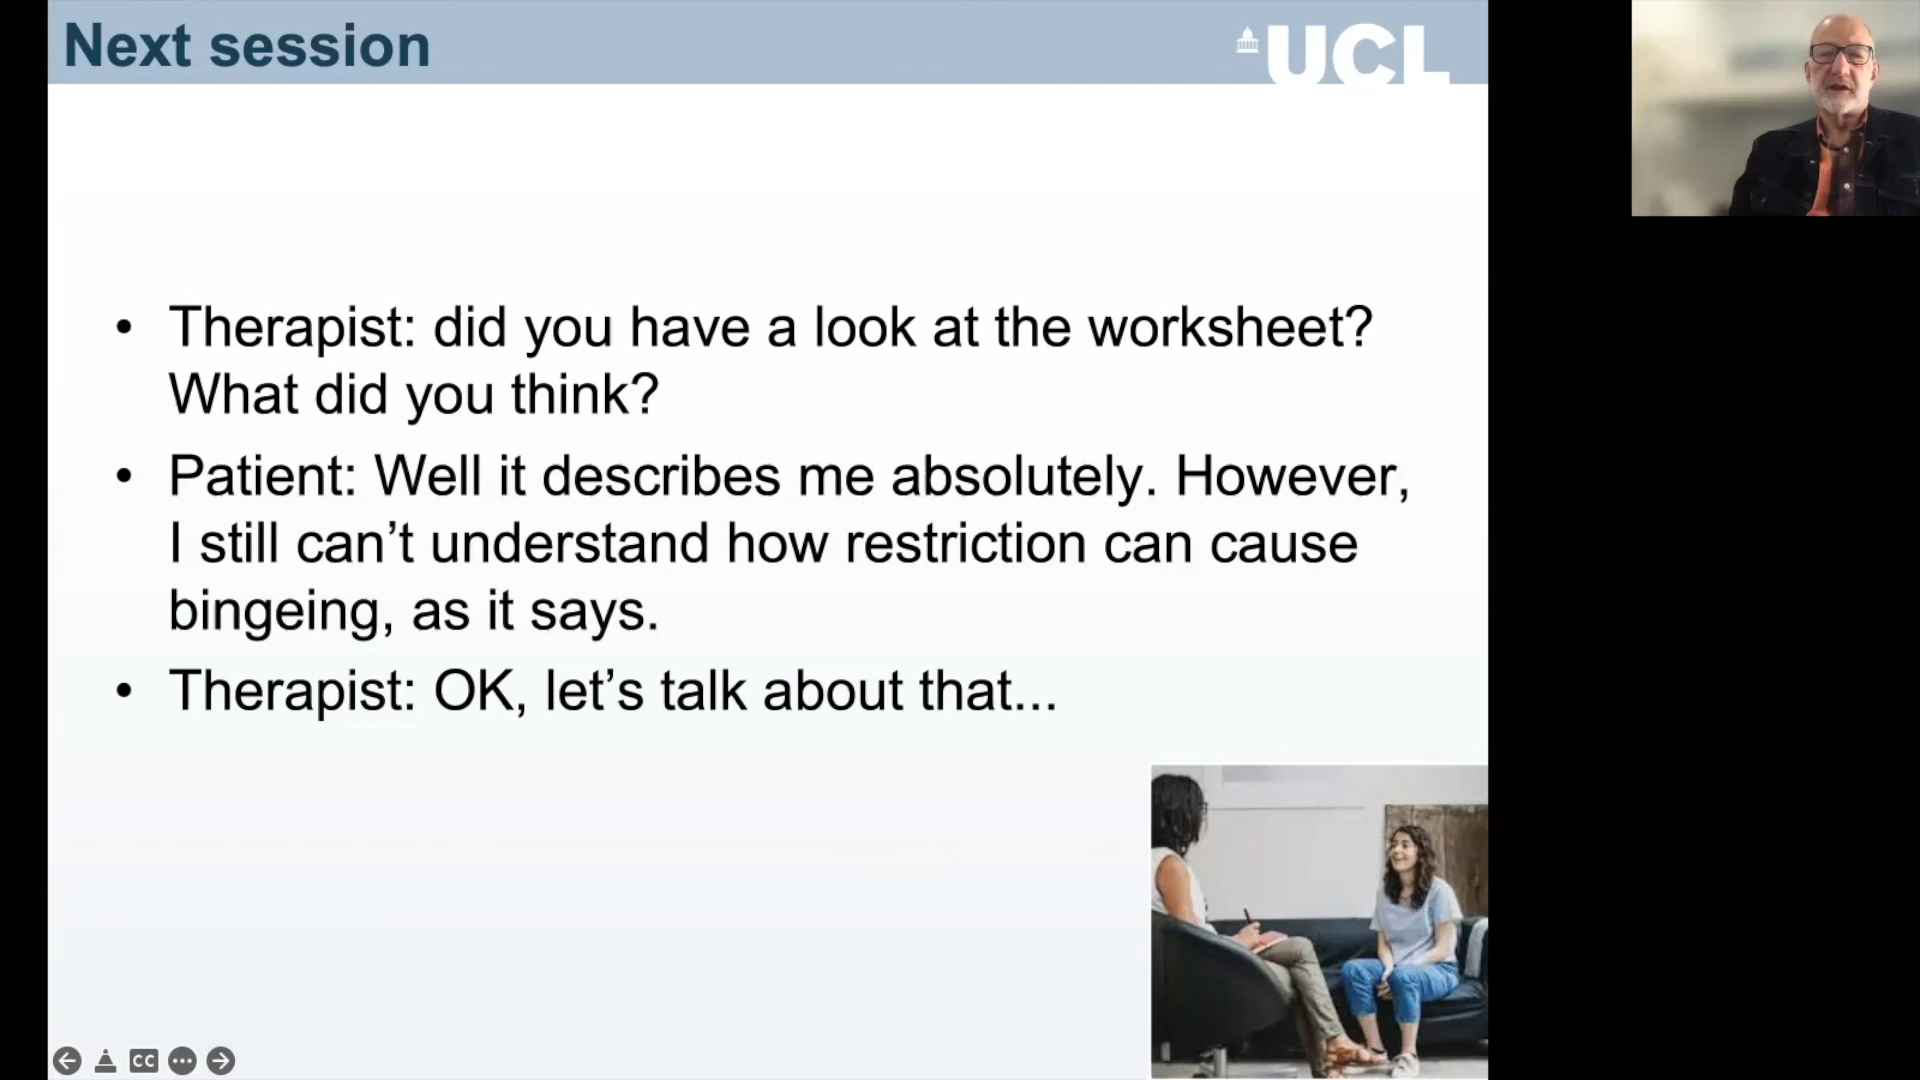 Next session
UCL
• Therapist: did you have a look at the worksheet?
What did you think?
• Patient: Well it describes me absolutely. However,
I still can’t understand how restriction can cause
bingeing, as it says.
• Therapist: OK, let’s talk about that...
CC